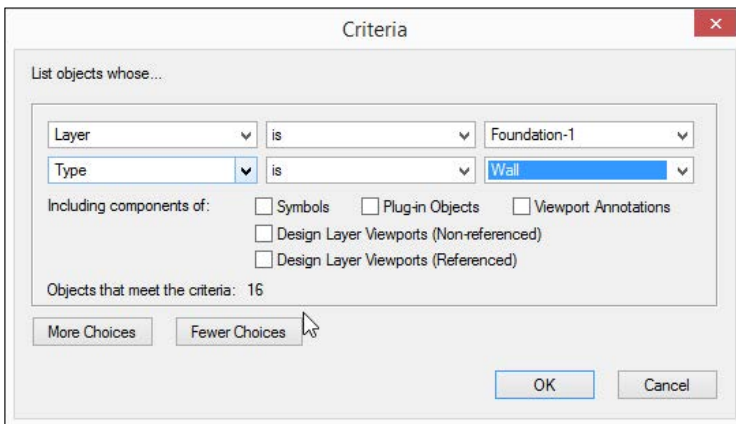 Criteria
List objects whose...
Layer is Foundation-1
Type is Wall
Including components of: Symbols Plug-in Objects Viewport Annotations
Design Layer Viewports (Non-referenced)
Design Layer Viewports (Referenced)
Objects that meet the criteria: 16
More Choices Fewer Choices
OK Cancel